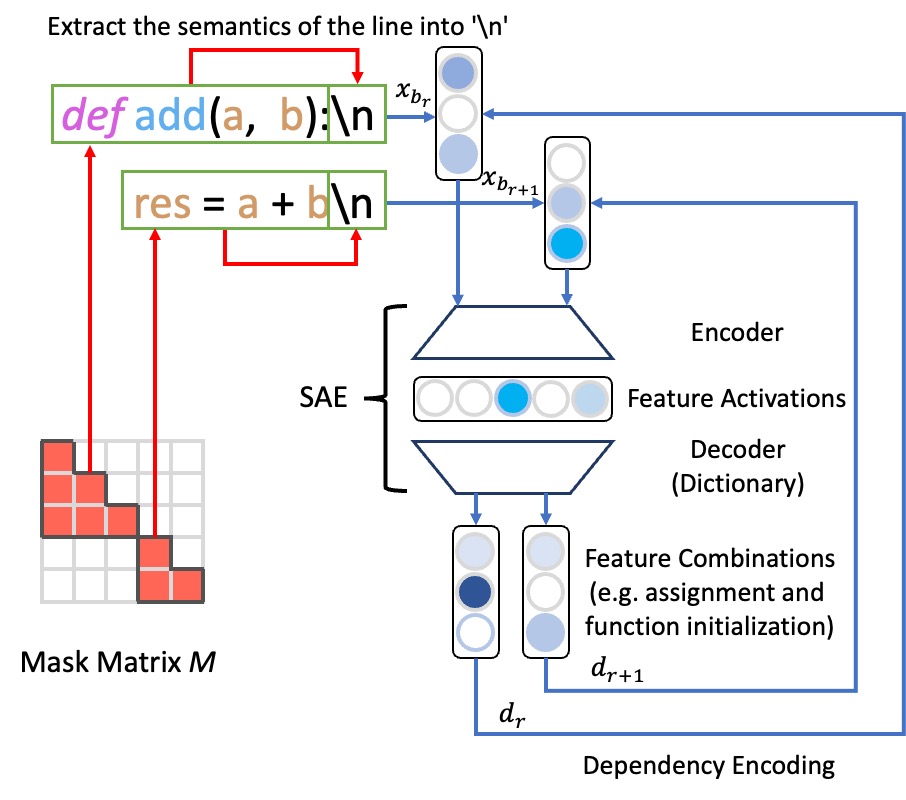 Extract the semantics of the line into '\n'
def add(a, b):\n
x_{b_r}
res = a + b\n
x_{b_{r+1}}
Encoder
SAE
Feature Activations
Decoder
(Dictionary)
Feature Combinations
(e.g. assignment and
function initialization)
Mask Matrix M
d_{r+1}
d_r
Dependency Encoding